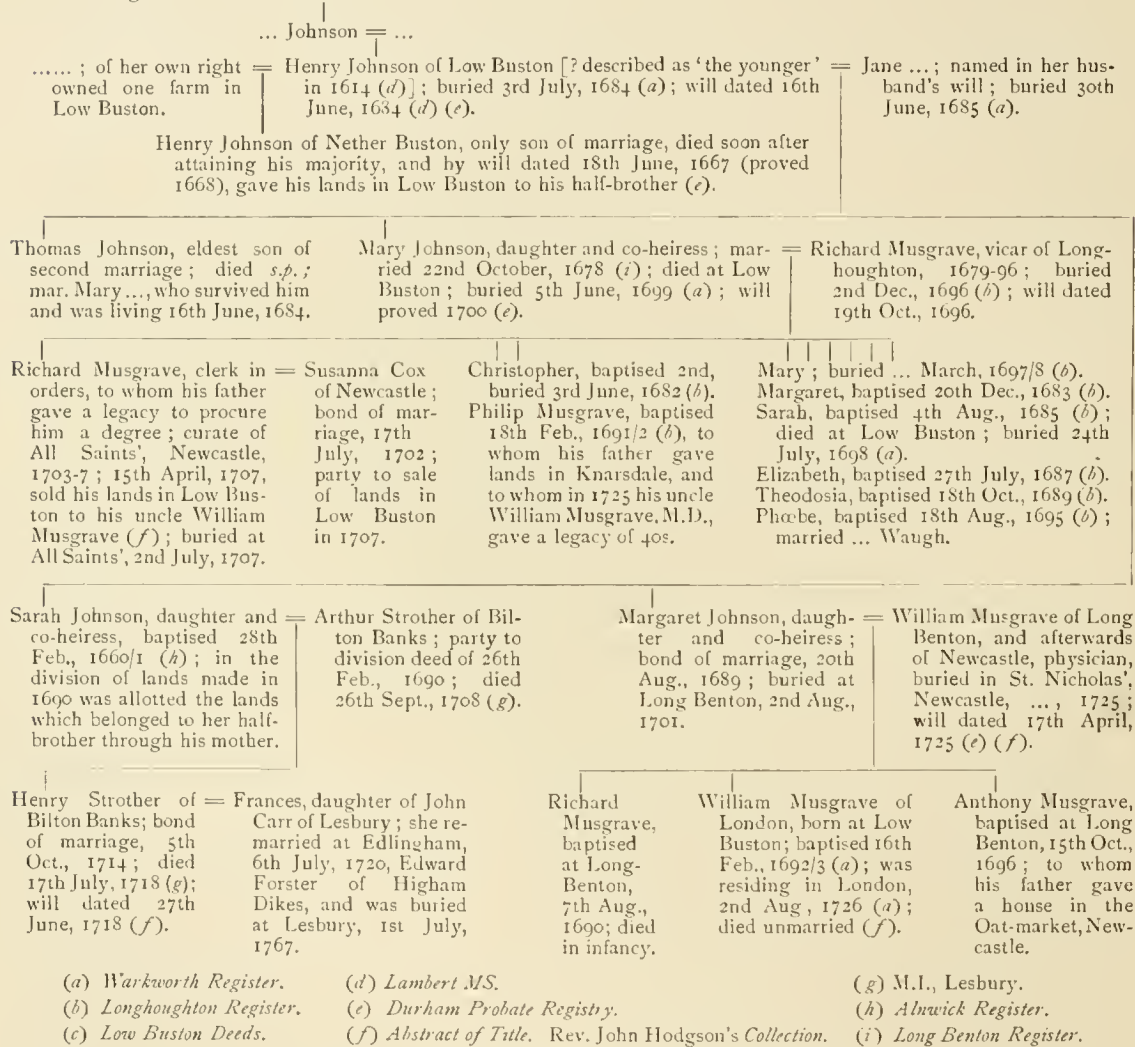 ... Johnson = ...
......; of her own right
owned one farm in
Low Buston.
= Henry Johnson of Low Buston [? described as ‘the younger’
in 1614 (d)]; buried 3rd July, 1684 (a); will dated 16th
June, 1634 (d) (e).
= Jane ...; named in her hus-
band's will; buried 30th
June, 1685 (a).
Henry Johnson of Nether Buston, only son of marriage, died soon after
attaining his majority, and by will dated 18th June, 1667 (proved
1668), gave his lands in Low Buston to his half-brother (e).
Thomas Johnson, eldest son of
second marriage; died s.p.;
mar. Mary ..., who survived him
and was living 16th June, 1684.
Mary Johnson, daughter and co-heiress; mar-
ried 22nd October, 1678 (i); died at Low
Buston; buried 5th June, 1699 (a); will
proved 1700 (e).
= Richard Musgrave, vicar of Long-
houghton, 1679-96; buried
2nd Dec., 1696 (b); will dated
19th Oct., 1696.
Richard Musgrave, clerk in
orders, to whom his father
gave a legacy to procure
him a degree; curate of
All Saints', Newcastle,
1703-7; 15th April, 1707,
sold his lands in Low Bus-
ton to his uncle William
Musgrave (f); buried at
All Saints', 2nd July, 1707.
= Susanna Cox
of Newcastle;
bond of mar-
riage, 17th
July, 1702;
party to sale
of lands in
Low Buston
in 1707.
Christopher, baptised 2nd,
buried 3rd June, 1682 (b).
Philip Musgrave, baptised
18th Feb., 1691/2 (b), to
whom his father gave
lands in Knarsdale, and
to whom in 1725 his uncle
William Musgrave, M.D.,
gave a legacy of 40s.
Mary; buried ... March, 1697/8 (b).
Margaret, baptised 20th Dec., 1683 (b).
Sarah, baptised 4th Aug., 1685 (b);
died at Low Buston; buried 24th
July, 1698 (a).
Elizabeth, baptised 27th July, 1687 (b).
Theodosia, baptised 18th Oct., 1689 (b).
Phœbe, baptised 18th Aug., 1695 (b);
married ... Waugh.
Sarah Johnson, daughter and
co-heiress, baptised 28th
Feb., 1660/1 (h); in the
division of lands made in
1690 was allotted the lands
which belonged to her half-
brother through his mother.
= Arthur Strother of Bil-
ton Banks; party to
division deed of 26th
Feb., 1690; died
26th Sept., 1708 (g).
Margaret Johnson, daugh-
ter and co-heiress;
bond of marriage, 20th
Aug., 1689; buried at
Long Benton, 2nd Aug.,
1701.
= William Musgrave of Long
Benton, and afterwards
of Newcastle, physician,
buried in St. Nicholas',
Newcastle, ..., 1725;
will dated 17th April,
1725 (e) (f).
Henry Strother of
Bilton Banks; bond
of marriage, 5th
Oct., 1714; died
17th July, 1718 (g);
will dated 27th
June, 1718 (f).
= Frances, daughter of John
Carr of Lesbury; she re-
married at Edlingham,
6th July, 1720, Edward
Forster of Higham
Dikes, and was buried
at Lesbury, 1st July,
1767.
Richard
Musgrave,
baptised
at Long-
Benton,
7th Aug.,
1690; died
in infancy.
William Musgrave of
London, born at Low
Buston; baptised 16th
Feb., 1692/3 (a); was
residing in London,
2nd Aug, 1726 (a);
died unmarried (f).
Anthony Musgrave,
baptised at Long
Benton, 15th Oct.,
1696; to whom
his father gave
a house in the
Oat-market, New-
castle.
(a) Warkworth Register. (d) Lambert MS. (g) M.I., Lesbury.
(b) Longhoughton Register. (e) Durham Probate Registry. (h) Alnwick Register.
(c) Low Buston Deeds. (f) Abstract of Title. Rev. John Hodgson's Collection. (i) Long Benton Register.